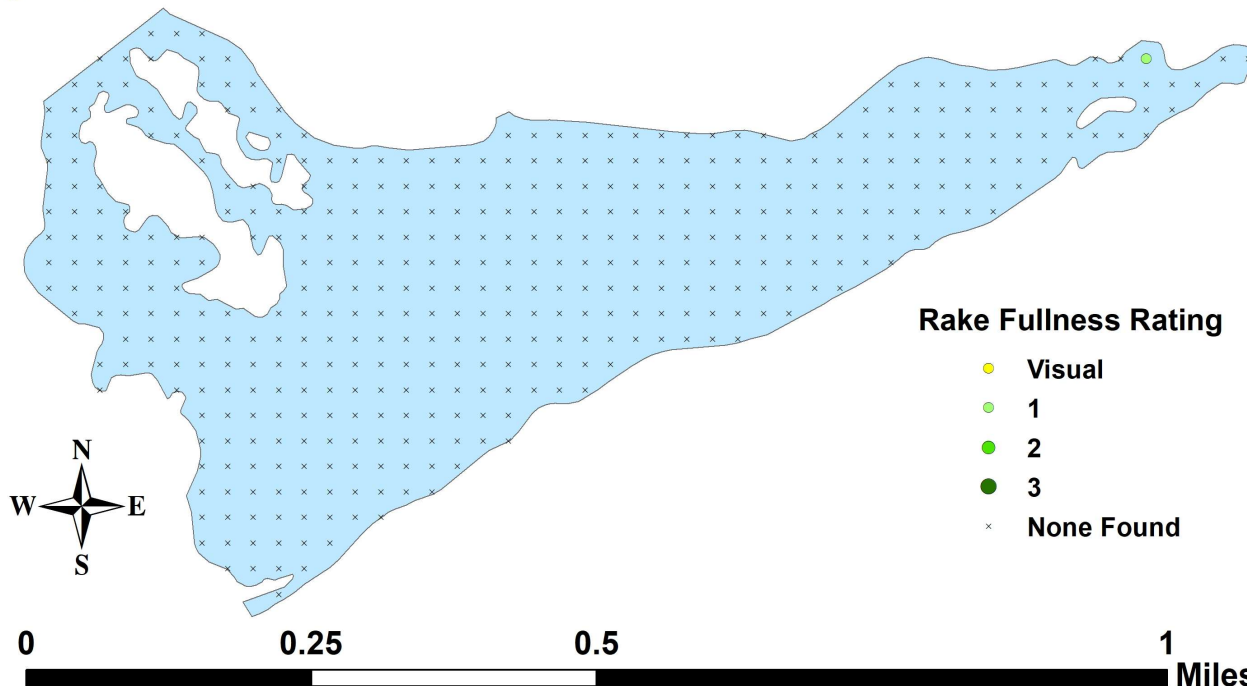 Rake Fullness Rating
Visual
1
2
3
None Found
N
W E
S
0 0.25 0.5 1
Miles